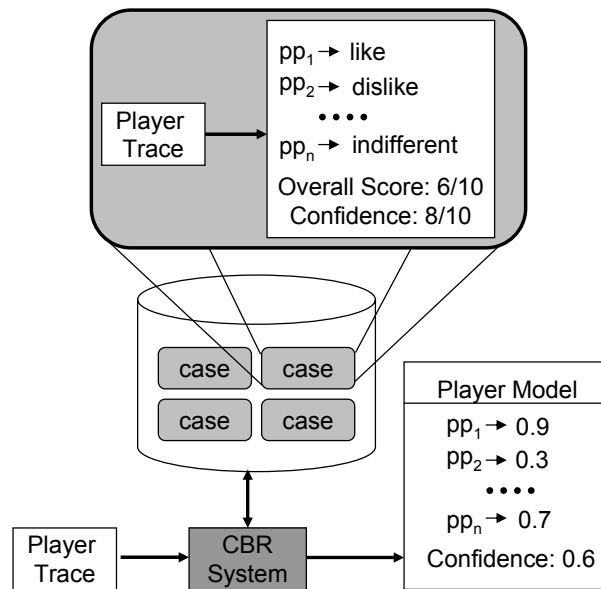 pp1 → like
pp2 → dislike
••••
ppn → indifferent
Overall Score: 6/10
Confidence: 8/10
Player
Trace
case case
case case
Player Model
pp1 → 0.9
pp2 → 0.3
••••
ppn → 0.7
Confidence: 0.6
Player
Trace
CBR
System